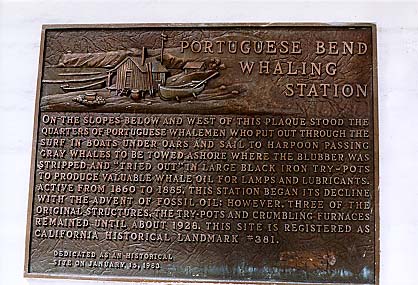 PORTUGUESE BEND
WHALING
STATION
ON THE SLOPES BELOW AND WEST OF THIS PLAQUE STOOD THE
QUARTERS OF PORTUGUESE WHALEMEN WHO PUT OUT THROUGH THE
SURF IN BOATS UNDER OARS AND SAIL TO HARPOON PASSING
GRAY WHALES TO BE TOWED ASHORE WHERE THE BLUBBER WAS
STRIPPED AND "TRIED OUT" IN LARGE BLACK IRON TRY-POTS
TO PRODUCE VALUABLE WHALE OIL FOR LAMPS AND LUBRICANTS.
ACTIVE FROM 1860 TO 1885, THIS STATION BEGAN ITS DECLINE
WITH THE ADVENT OF FOSSIL OIL; HOWEVER, THREE OF THE
ORIGINAL STRUCTURES, THE TRY-POTS AND CRUMBLING FURNACES
REMAINED UNTIL ABOUT 1928. THIS SITE IS REGISTERED AS
CALIFORNIA HISTORICAL LANDMARK #381.
DEDICATED AS AN HISTORICAL
SITE ON JANUARY 15, 1983